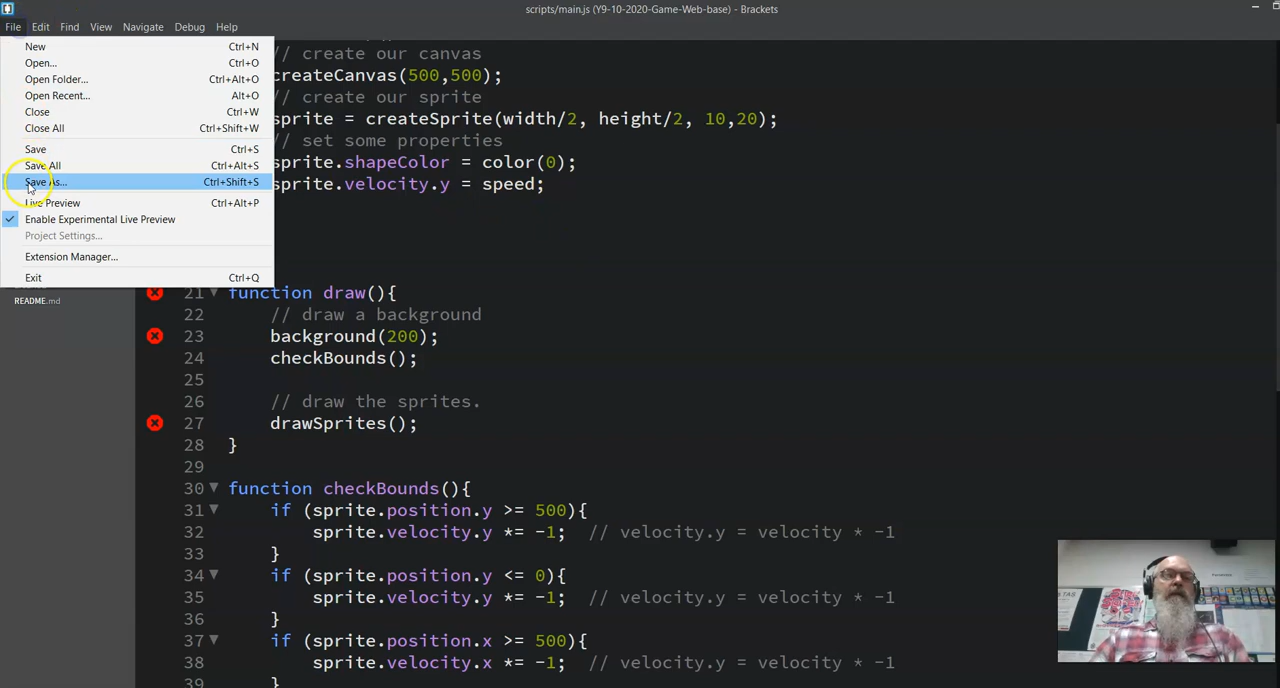 scripts/main.js (Y9-10-2020-Game-Web-base) - Brackets
File Edit Find View Navigate Debug Help
New Ctrl+N
Open... Ctrl+O
Open Folder... Ctrl+Alt+O
Open Recent... Alt+O
Close Ctrl+W
Close All Ctrl+Shift+W
Save Ctrl+S
Save All Ctrl+Alt+S
Save As... Ctrl+Shift+S
Live Preview Ctrl+Alt+P
Enable Experimental Live Preview
Project Settings...
Extension Manager...
Exit Ctrl+Q
README.md
// create our canvas
createCanvas(500,500);
// create our sprite
sprite = createSprite(width/2, height/2, 10,20);
// set some properties
sprite.shapeColor = color(0);
sprite.velocity.y = speed;
21 function draw(){
22 // draw a background
23 background(200);
24 checkBounds();
25
26 // draw the sprites.
27 drawSprites();
28 }
29
30 function checkBounds(){
31 if (sprite.position.y >= 500){
32 sprite.velocity.y *= -1; // velocity.y = velocity * -1
33 }
34 if (sprite.position.y <= 0){
35 sprite.velocity.y *= -1; // velocity.y = velocity * -1
36 }
37 if (sprite.position.x >= 500){
38 sprite.velocity.x *= -1; // velocity.y = velocity * -1
39 }